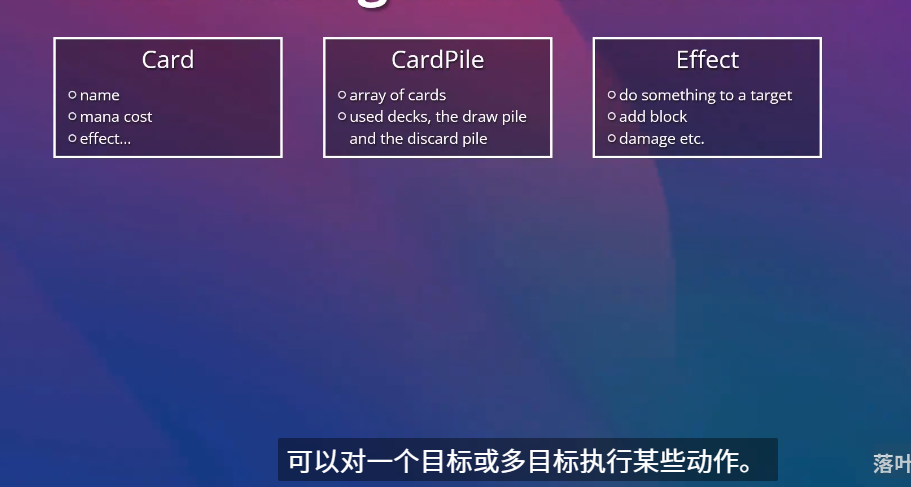 Card
name
mana cost
effect...
CardPile
array of cards
used decks, the draw pile
and the discard pile
Effect
do something to a target
add block
damage etc.
可以对一个目标或多目标执行某些动作。
落叶